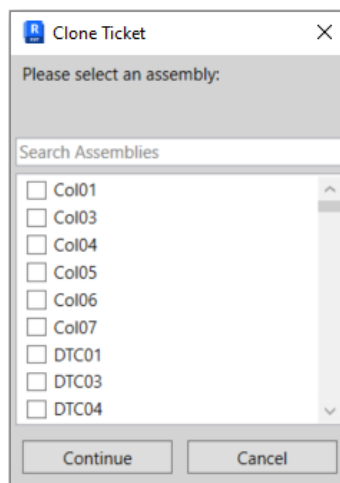 Clone Ticket
Please select an assembly:
Search Assemblies
Col01
Col03
Col04
Col05
Col06
Col07
DTC01
DTC03
DTC04
Continue
Cancel